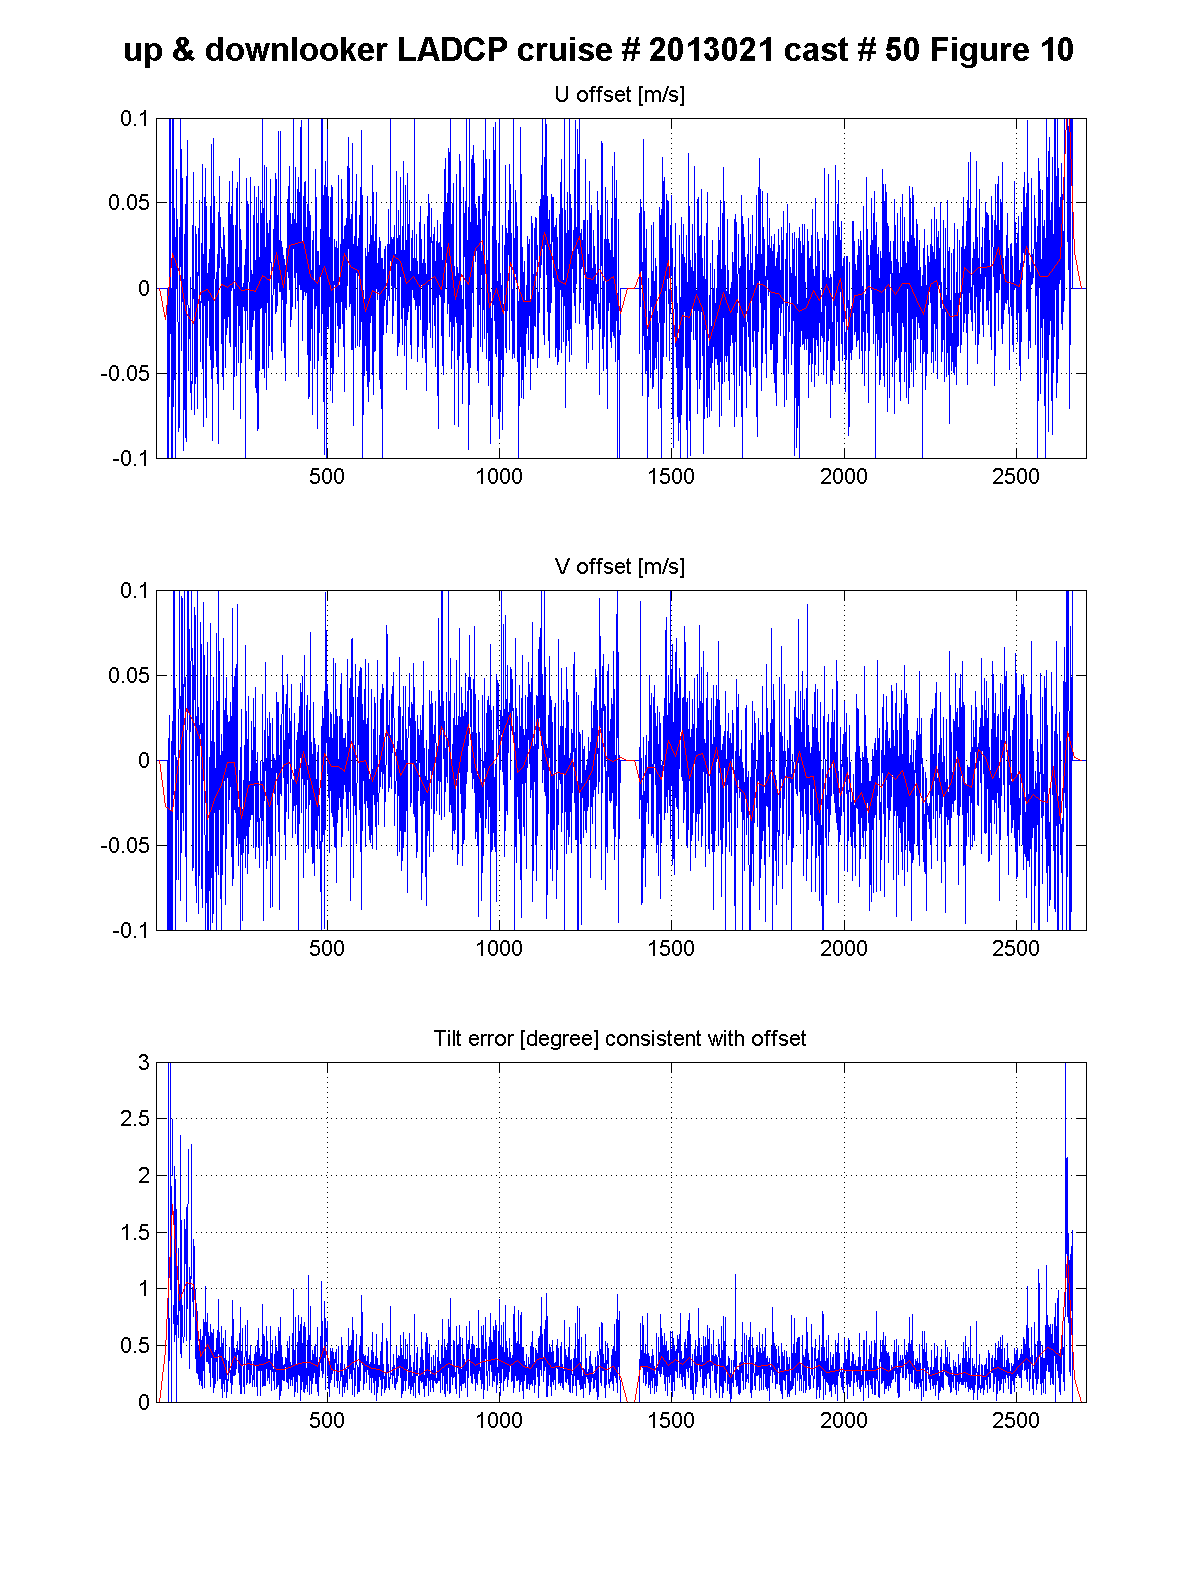 up & downlooker LADCP cruise # 2013021 cast # 50 Figure 10
U offset [m/s]
0.1
0.05
0
-0.05
-0.1
500 1000 1500 2000 2500
V offset [m/s]
0.1
0.05
0
-0.05
-0.1
500 1000 1500 2000 2500
Tilt error [degree] consistent with offset
3
2.5
2
1.5
1
0.5
0
500 1000 1500 2000 2500